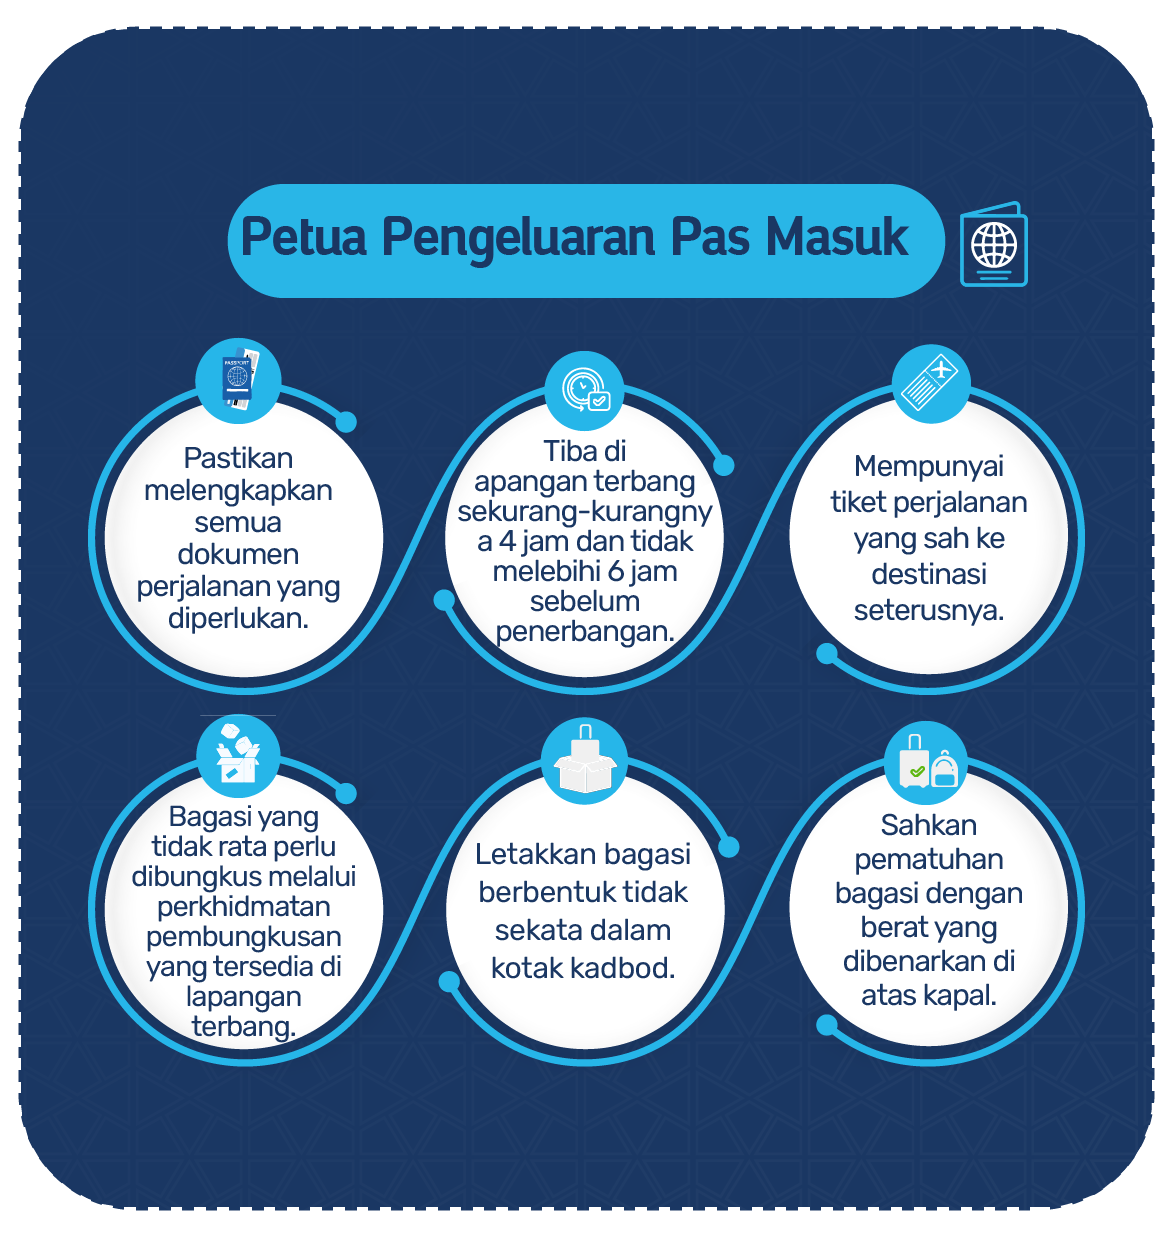 Petua Pengeluaran Pas Masuk
PASSPORT
Pastikan
melengkapkan
semua
dokumen
perjalanan yang
diperlukan.
Tiba di
apangan terbang
sekurang-kurangny
a 4 jam dan tidak
melebihi 6 jam
sebelum
penerbangan.
Mempunyai
tiket perjalanan
yang sah ke
destinasi
seterusnya.
Bagasi yang
tidak rata perlu
dibungkus melalui
perkhidmatan
pembungkusan
yang tersedia di
lapangan
terbang.
Letakkan bagasi
berbentuk tidak
sekata dalam
kotak kadbod.
Sahkan
pematuhan
bagasi dengan
berat yang
dibenarkan di
atas kapal.